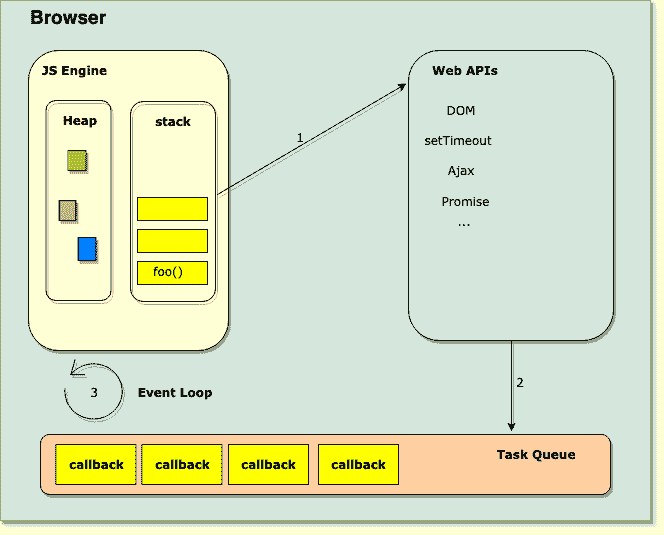 Browser
JS Engine
Heap
stack
foo()
1
Web APIs
DOM
setTimeout
Ajax
Promise
...
2
3
Event Loop
callback
callback
callback
callback
Task Queue